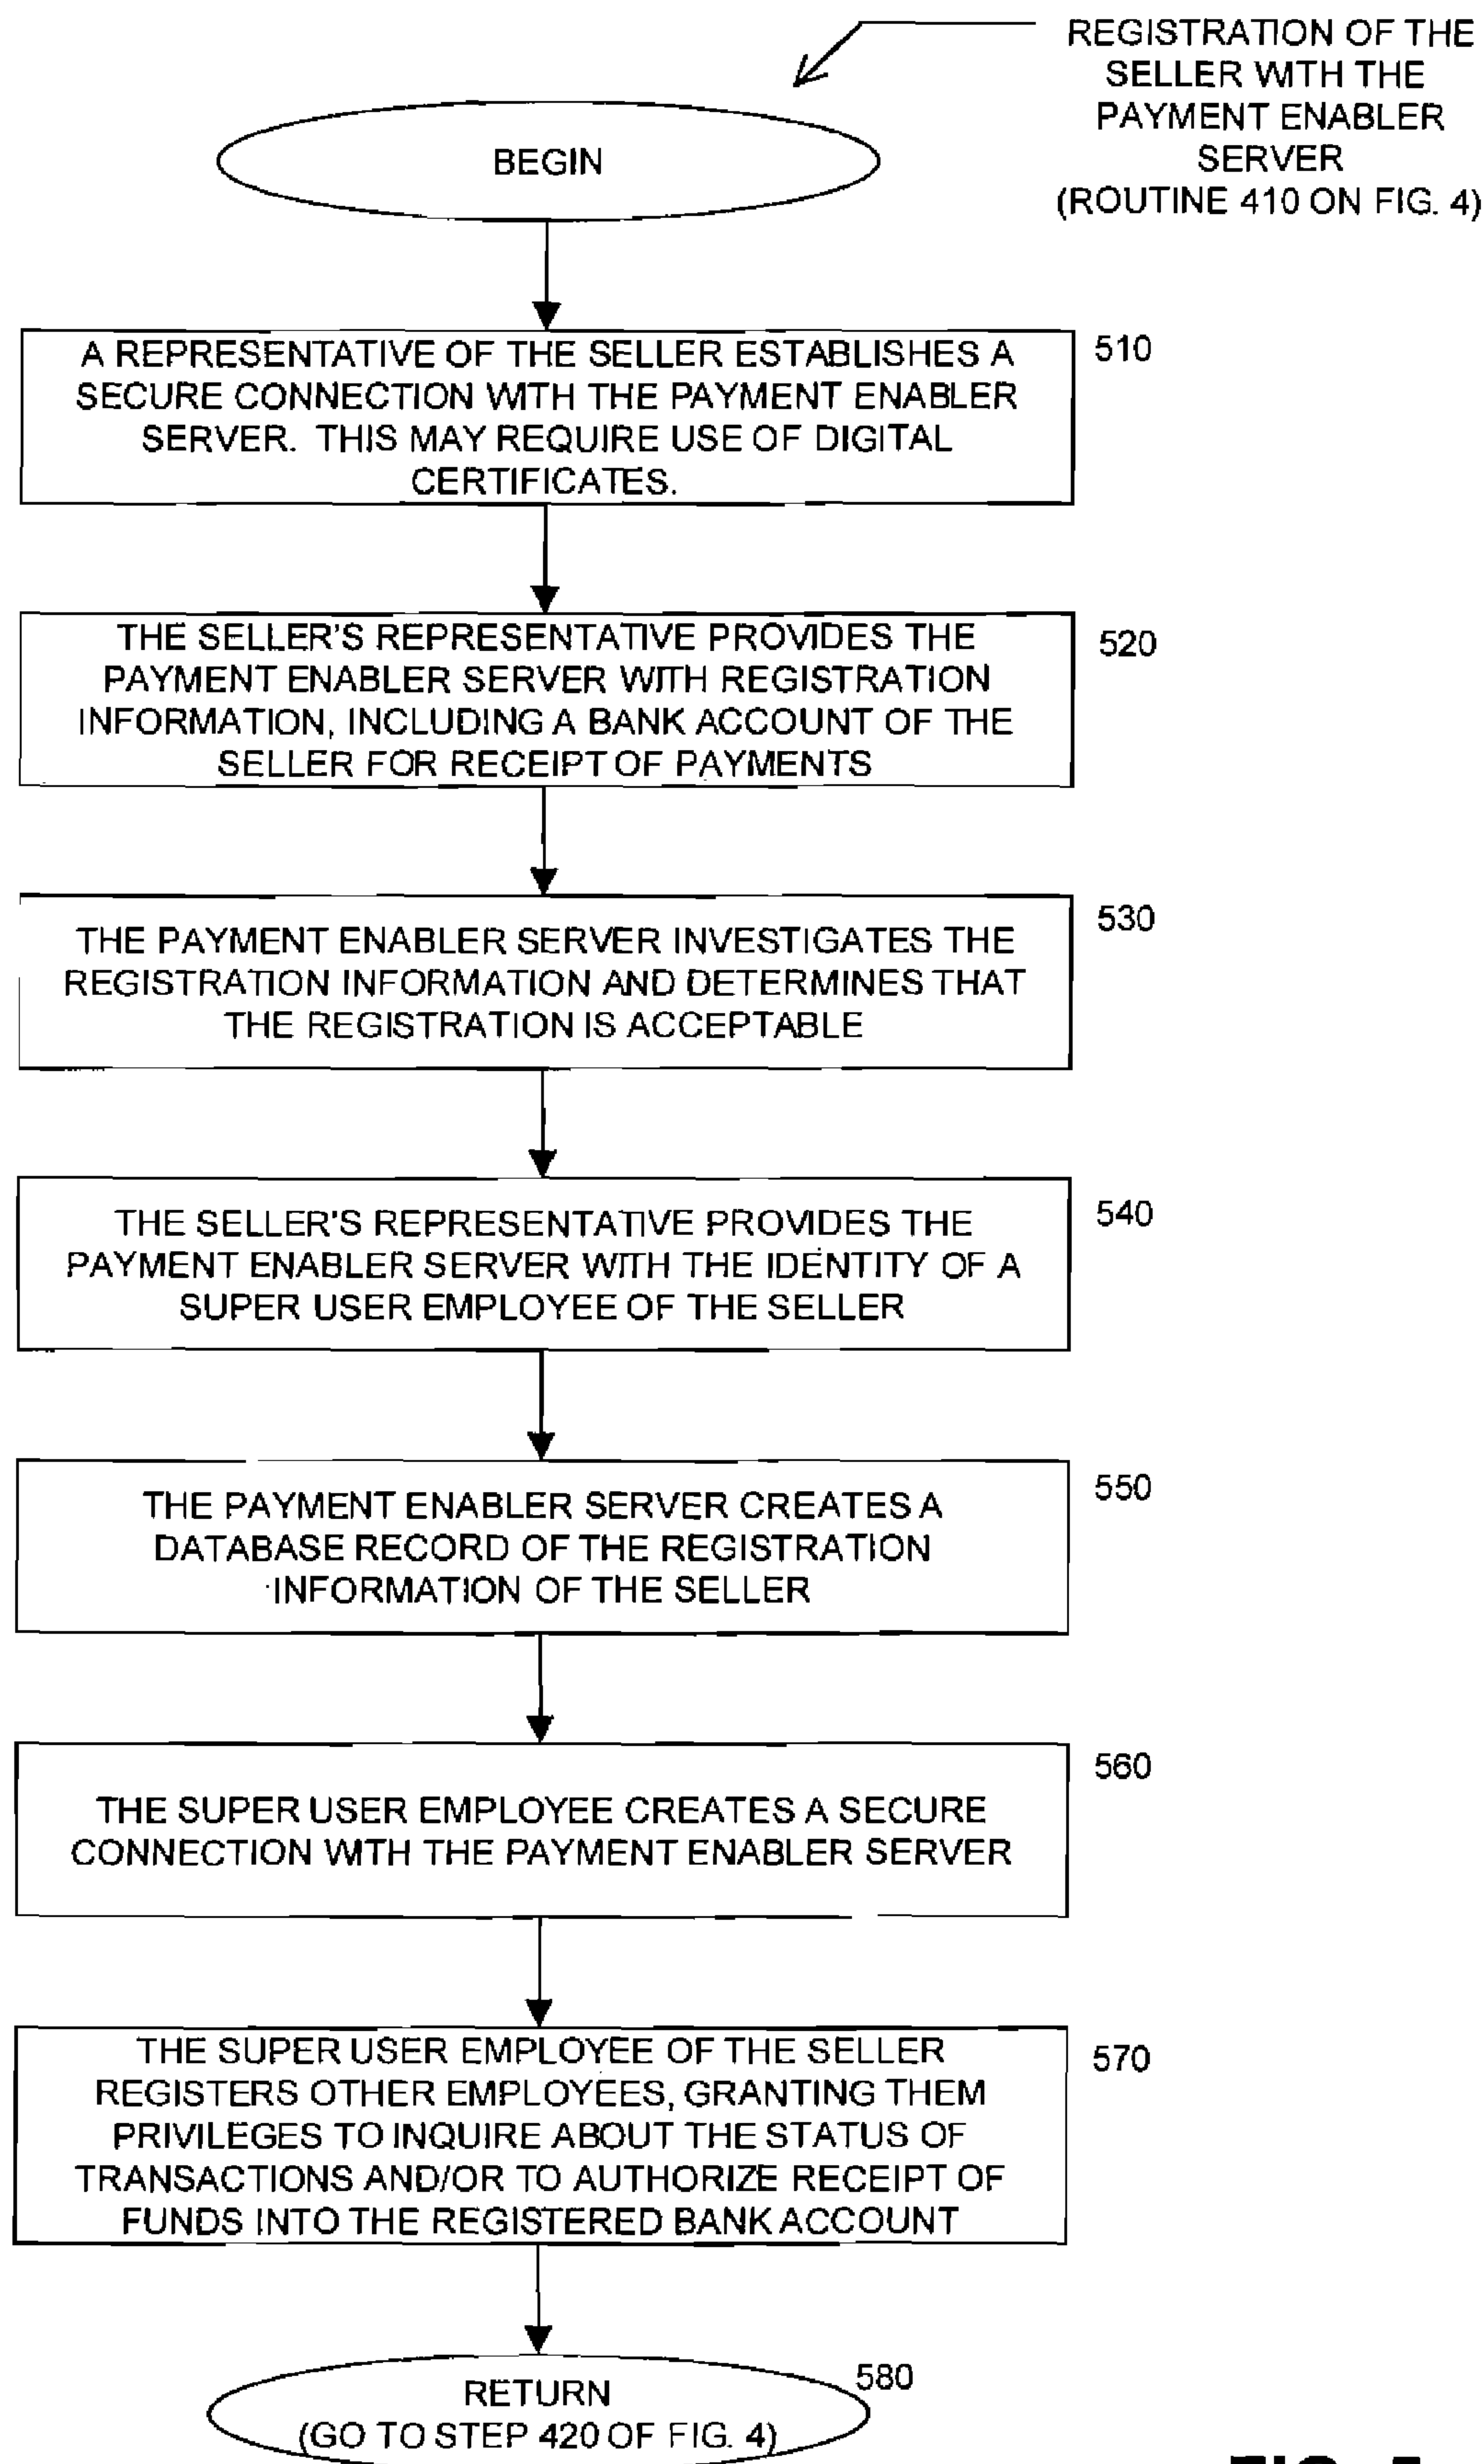 REGISTRATION OF THE
SELLER WITH THE
PAYMENT ENABLER
SERVER
(ROUTINE 410 ON FIG. 4)
BEGIN
510
A REPRESENTATIVE OF THE SELLER ESTABLISHES A
SECURE CONNECTION WITH THE PAYMENT ENABLER
SERVER. THIS MAY REQUIRE USE OF DIGITAL
CERTIFICATES.
520
THE SELLER'S REPRESENTATIVE PROVIDES THE
PAYMENT ENABLER SERVER WITH REGISTRATION
INFORMATION, INCLUDING A BANK ACCOUNT OF THE
SELLER FOR RECEIPT OF PAYMENTS
530
THE PAYMENT ENABLER SERVER INVESTIGATES THE
REGISTRATION INFORMATION AND DETERMINES THAT
THE REGISTRATION IS ACCEPTABLE
540
THE SELLER'S REPRESENTATIVE PROVIDES THE
PAYMENT ENABLER SERVER WITH THE IDENTITY OF A
SUPER USER EMPLOYEE OF THE SELLER
550
THE PAYMENT ENABLER SERVER CREATES A
DATABASE RECORD OF THE REGISTRATION
INFORMATION OF THE SELLER
560
THE SUPER USER EMPLOYEE CREATES A SECURE
CONNECTION WITH THE PAYMENT ENABLER SERVER
570
THE SUPER USER EMPLOYEE OF THE SELLER
REGISTERS OTHER EMPLOYEES, GRANTING THEM
PRIVILEGES TO INQUIRE ABOUT THE STATUS OF
TRANSACTIONS AND/OR TO AUTHORIZE RECEIPT OF
FUNDS INTO THE REGISTERED BANK ACCOUNT
580
RETURN
(GO TO STEP 420 OF FIG. 4)